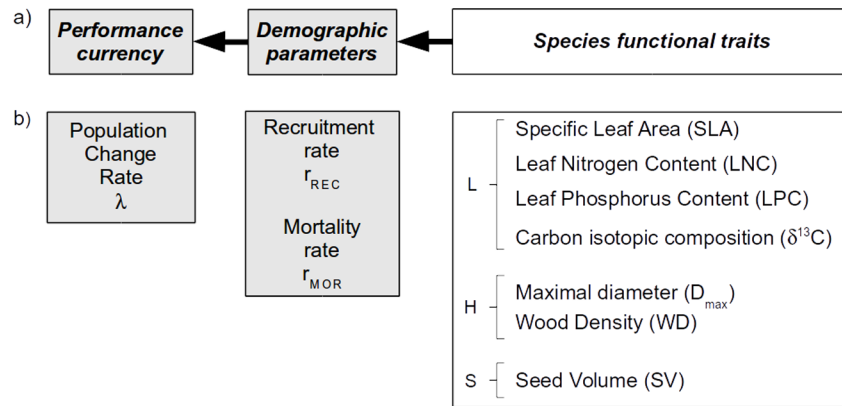 a)
Performance
currency
Demographic
parameters
Species functional traits
b)
Population
Change
Rate
λ
Recruitment
rate
rREC
Mortality
rate
rMOR
L
Specific Leaf Area (SLA)
Leaf Nitrogen Content (LNC)
Leaf Phosphorus Content (LPC)
Carbon isotopic composition (δ¹³C)
H
Maximal diameter (Dmax)
Wood Density (WD)
S
Seed Volume (SV)